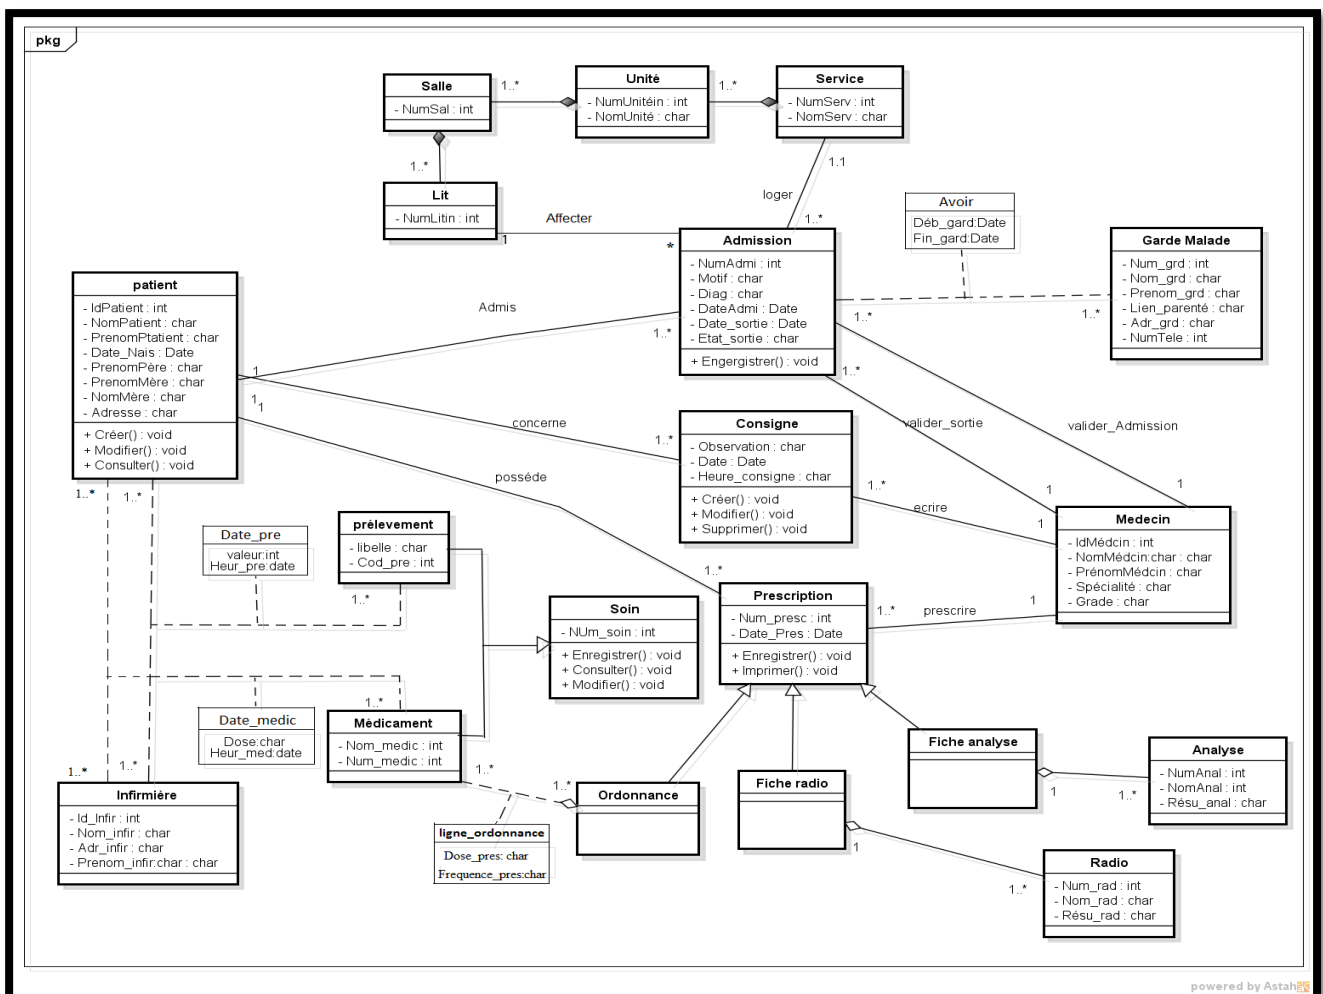 pkg
Salle
- NumSal : int
1..*
Unité
- NumUnitéin : int
- NomUnité : char
1..*
Service
- NumServ : int
- NomServ : char
1..*
1.1
loger
1..*
Lit
- NumLitin : int
1
Affecter
*
Avoir
Déb_gard:Date
Fin_gard:Date
Admission
- NumAdmi : int
- Motif : char
- Diag : char
- DateAdmi : Date
- Date_sortie : Date
- Etat_sortie : char
+ Engergistrer() : void
Garde Malade
- Num_grd : int
- Nom_grd : char
- Prenom_grd : char
- Lien_parenté : char
- Adr_grd : char
- NumTele : int
1..*
1..*
patient
- IdPatient : int
- NomPatient : char
- PrenomPtatient : char
- Date_Nais : Date
- PrenomPère : char
- PrenomMère : char
- NomMère : char
- Adresse : char
+ Créer() : void
+ Modifier() : void
+ Consulter() : void
Admis
1..*
1
1
1
concerne
1..*
posséde
1..*
1..*
valider_sortie
valider_Admission
1
1
Consigne
- Observation : char
- Date : Date
- Heure_consigne : char
+ Créer() : void
+ Modifier() : void
+ Supprimer() : void
1..*
ecrire
1
Medecin
- IdMédcin : int
- NomMédcin:char : char
- PrénomMédcin : char
- Spécialité : char
- Grade : char
1..*
1..*
Date_pre
valeur:int
Heur_pre:date
prélevement
- libelle : char
- Cod_pre : int
1..*
Soin
- NUm_soin : int
+ Enregistrer() : void
+ Consulter() : void
+ Modifier() : void
Prescription
- Num_presc : int
- Date_Pres : Date
+ Enregistrer() : void
+ Imprimer() : void
1..*
prescrire
1
Date_medic
Dose:char
Heur_med:date
1..*
Médicament
- Nom_medic : int
- Num_medic : int
1..*
1..*
1..*
1..*
Infirmiére
- Id_Infir : int
- Nom_infir : char
- Adr_infir : char
- Prenom_infir:char : char
ligne_ordonnance
Dose_pres: char
Frequence_pres:char
Ordonnance
Fiche radio
1
Fiche analyse
1
1..*
Analyse
- NumAnal : int
- NomAnal : int
- Résu_anal : char
1..*
Radio
- Num_rad : int
- Nom_rad : char
- Résu_rad : char
powered by Astah